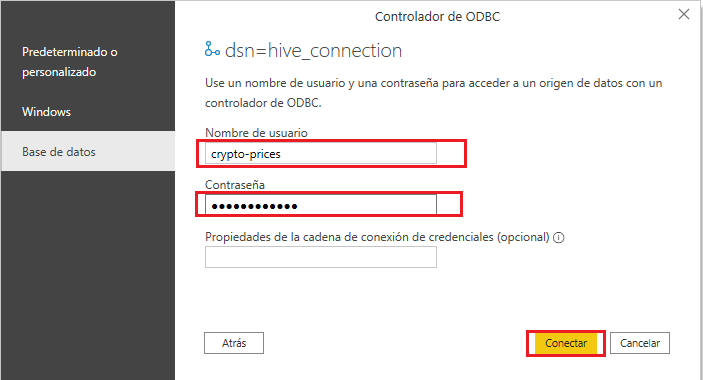 Controlador de ODBC
Predeterminado o
personalizado
Windows
Base de datos
dsn=hive_connection
Use un nombre de usuario y una contraseña para acceder a un origen de datos con un
controlador de ODBC.
Nombre de usuario
crypto-prices
Contraseña
●●●●●●●●●●●●
Propiedades de la cadena de conexión de credenciales (opcional)
Atrás
Conectar
Cancelar